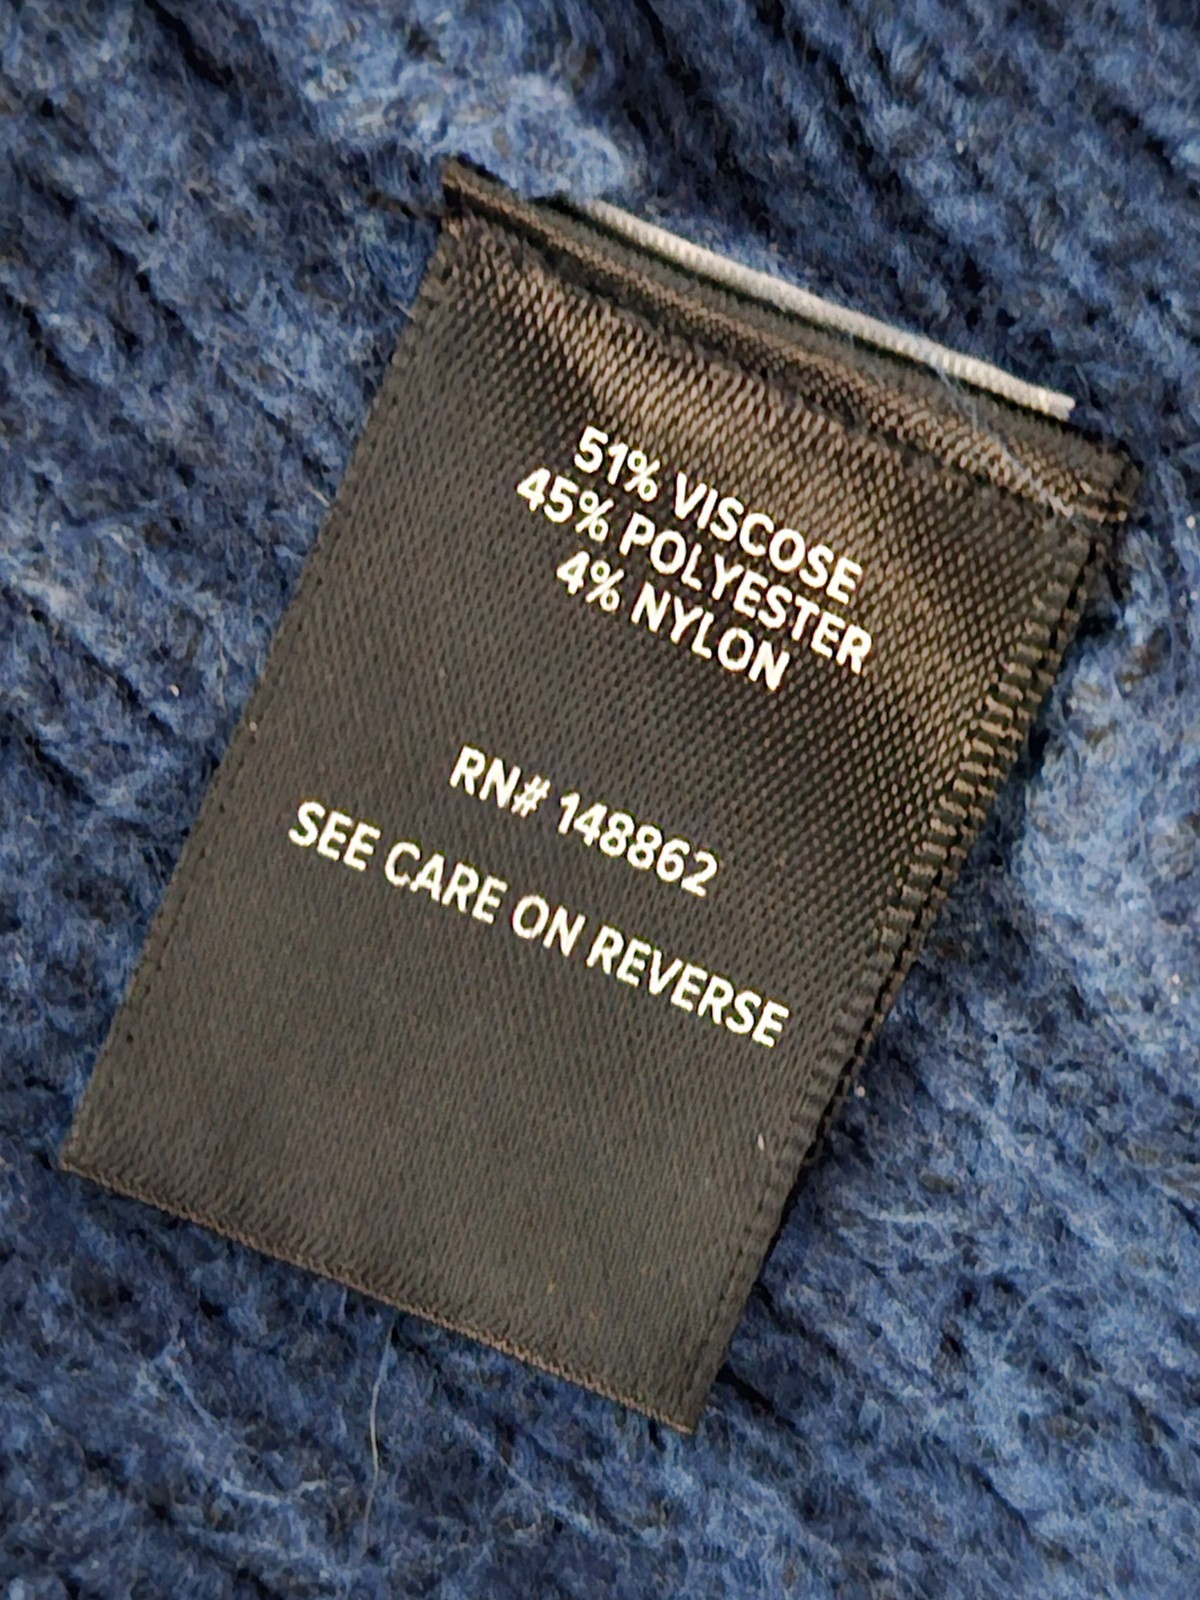 51% VISCOSE
45% POLYESTER
4% NYLON
RN# 148862
SEE CARE ON REVERSE